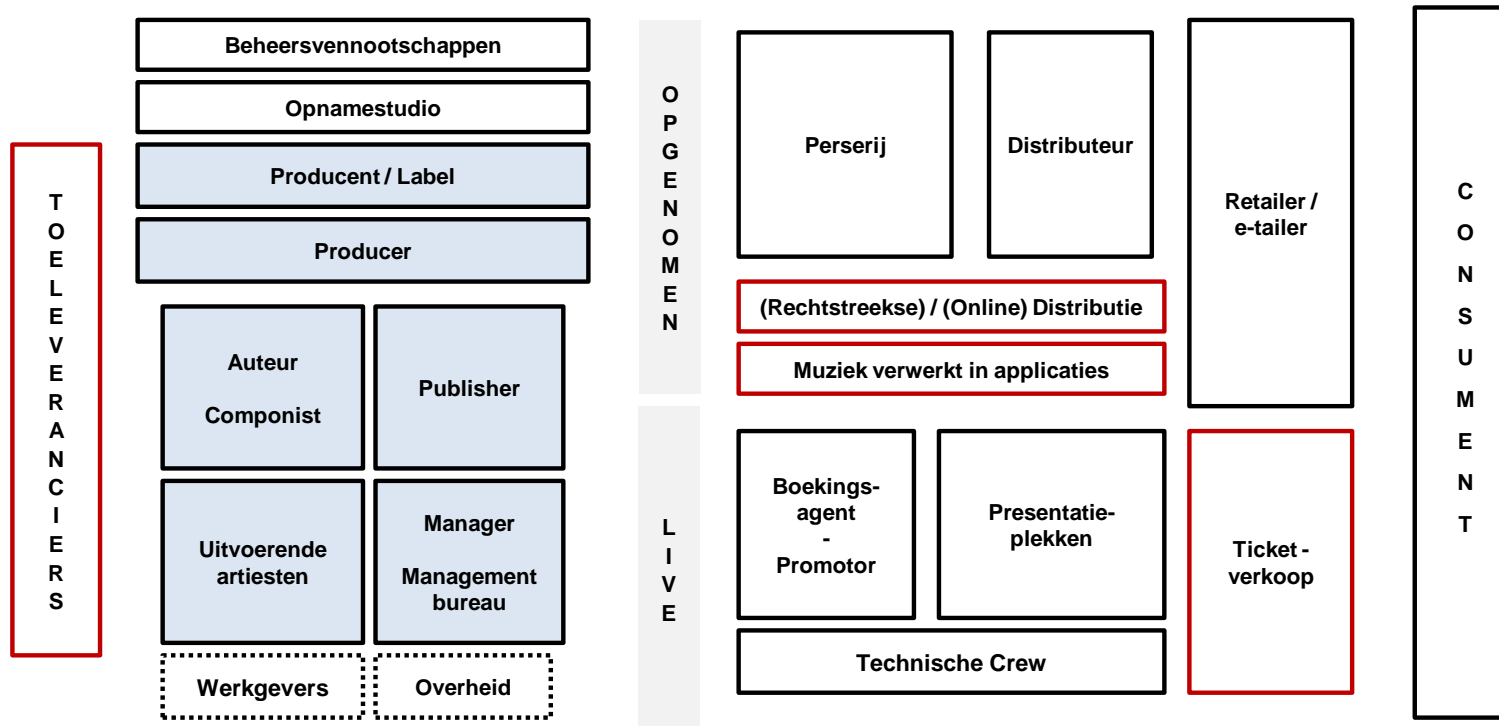 TOELEVERANCIERS
Beheersvennootschappen
Opnamestudio
Producent / Label
Producer
Auteur
Componist
Publisher
Uitvoerende
artiesten
Manager
Management
bureau
Werkgevers
Overheid
OPGENOMEN
Perserij
Distributeur
(Rechtstreekse) / (Online) Distributie
Muziek verwerkt in applicaties
Retailer /
e-tailer
LIVE
Boekings-
agent
-
Promotor
Presentatie-
plekken
Technische Crew
Ticket -
verkoop
CONSUMENT